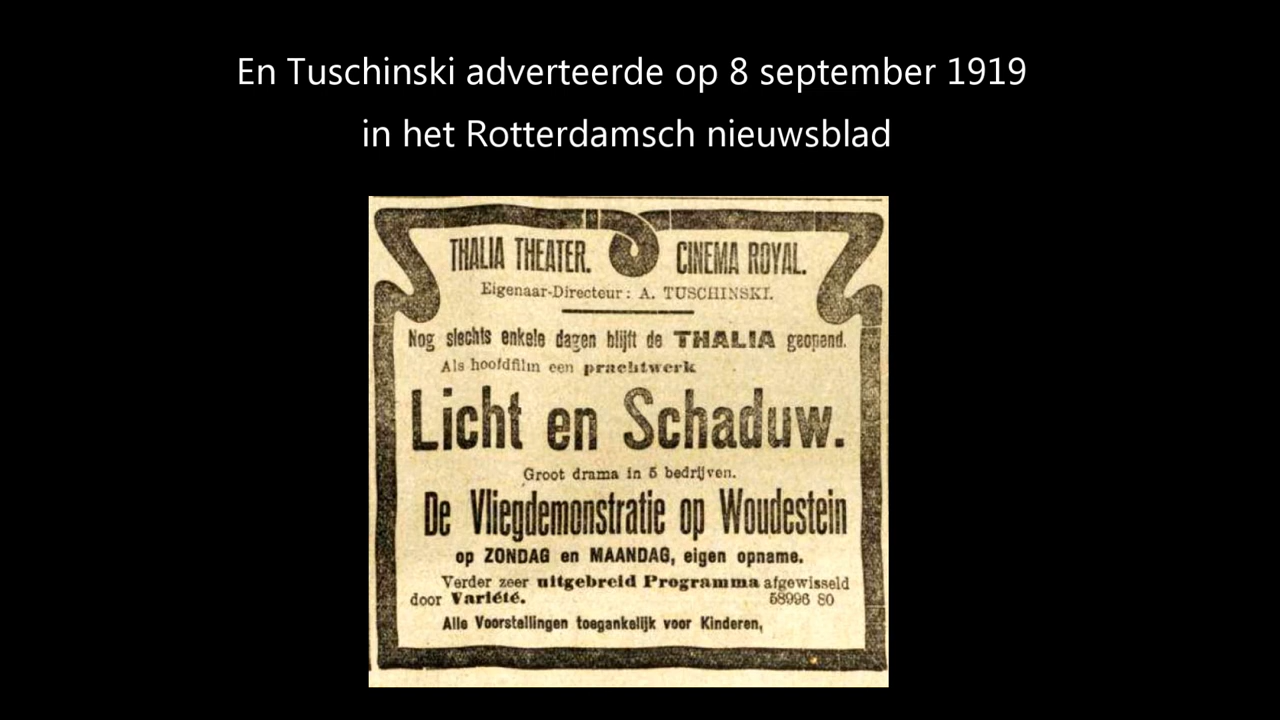 En Tuschinski adverteerde op 8 september 1919
in het Rotterdamsch nieuwsblad
THALIA THEATER. CINEMA ROYAL.
Eigenaar-Directeur: A. TUSCHINSKI.
Nog slechts enkele dagen blijft de THALIA geopend.
Als hoofdfilm een prachtwerk
Licht en Schaduw.
Groot drama in 5 bedrijven.
De Vliegdemonstratie op Woudestein
op ZONDAG en MAANDAG, eigen opname.
Verder zeer uitgebreid Programma afgewisseld
door Variété. 58996 80
Alle Voorstellingen toegankelijk voor Kinderen,